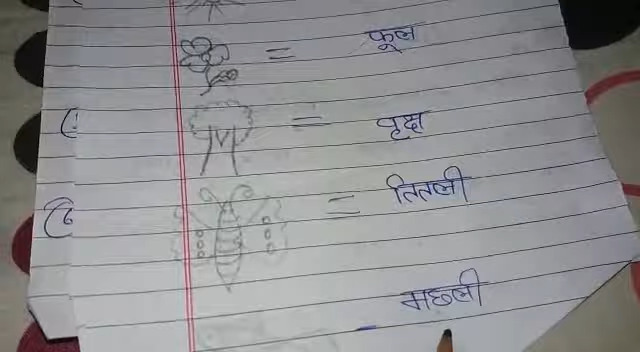 = फूल
= वृक्ष
= तितली
- मछली